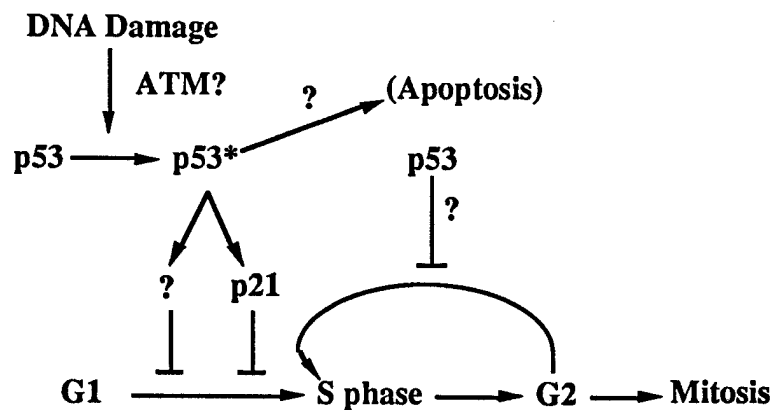 DNA Damage
ATM?
? (Apoptosis)
p53 p53* p53
?
? p21
G1 S phase G2 Mitosis